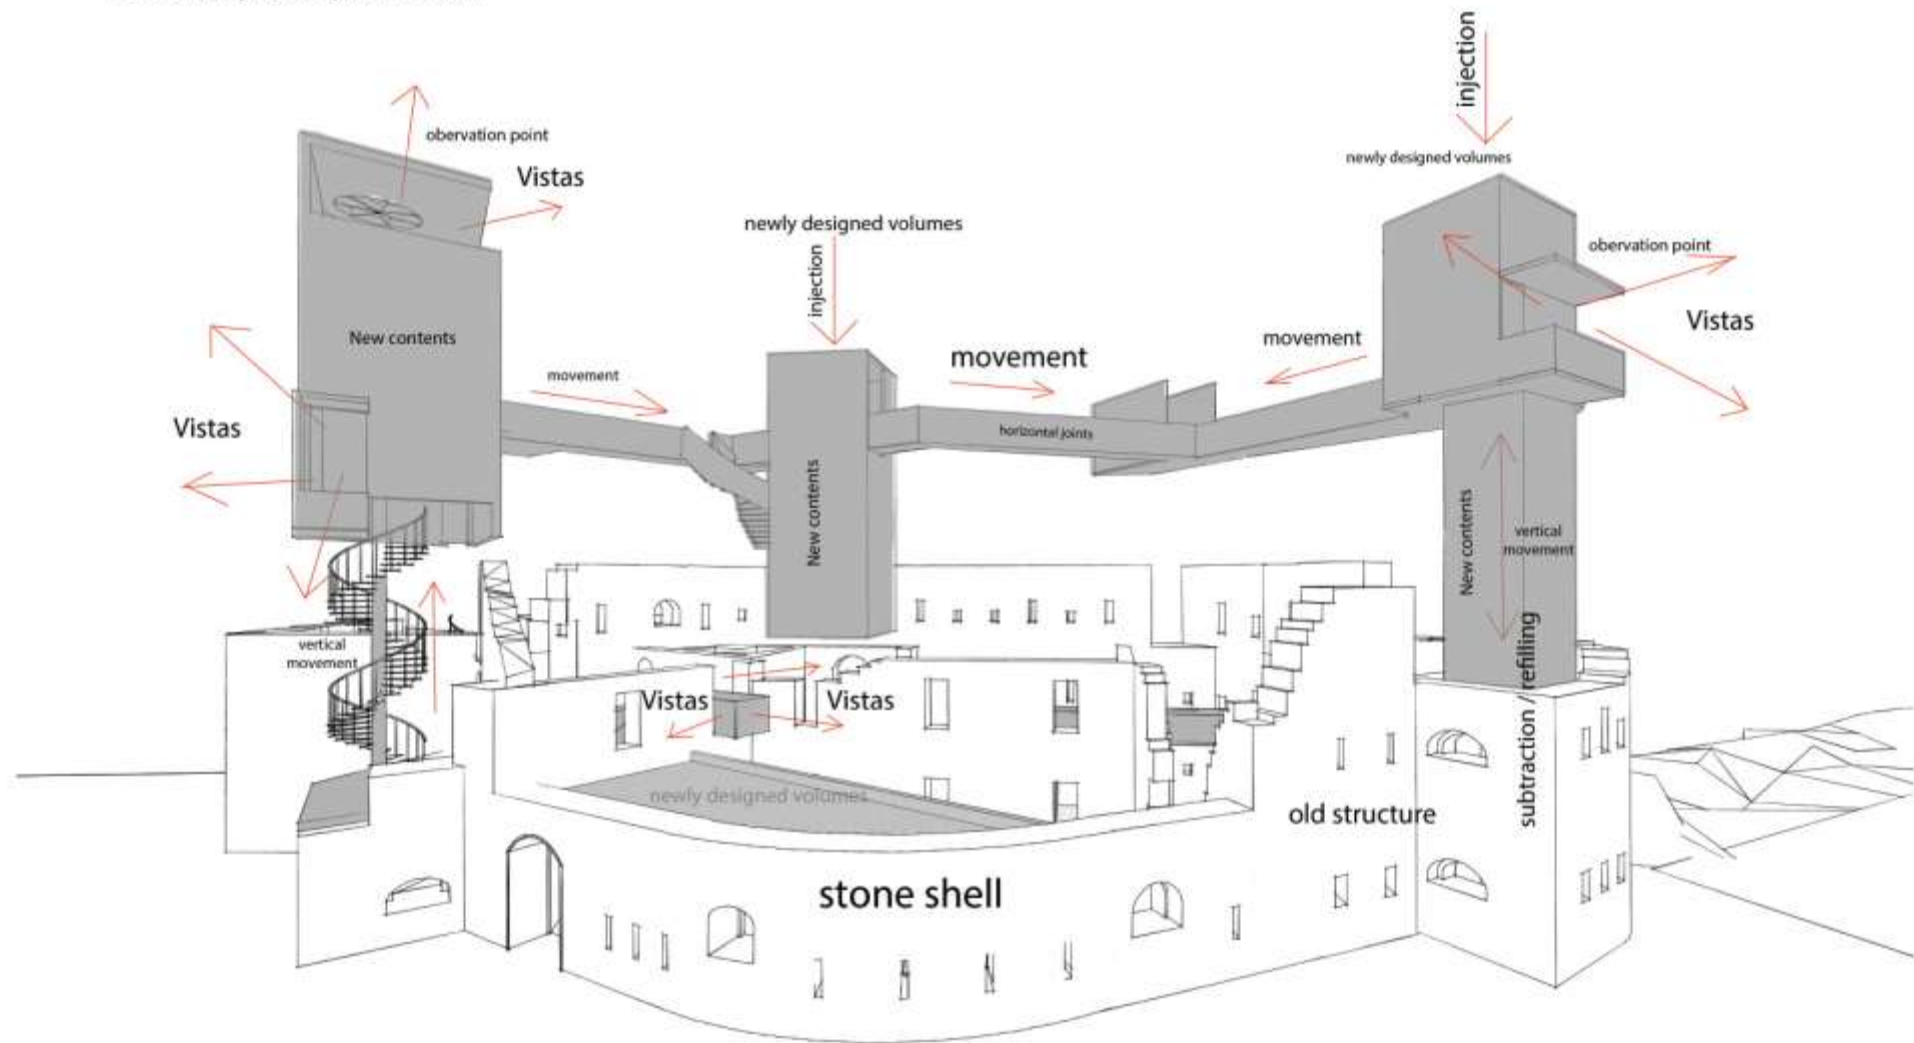 injection
newly designed volumes
obervation point
Vistas
newly designed volumes
injection
obervation point
Vistas
New contents
movement
movement
movement
Vistas
horizontal joints
New contents
New contents
vertical
movement
vertical
movement
Vistas
Vistas
newly designed volumes
subtraction / refilling
old structure
stone shell